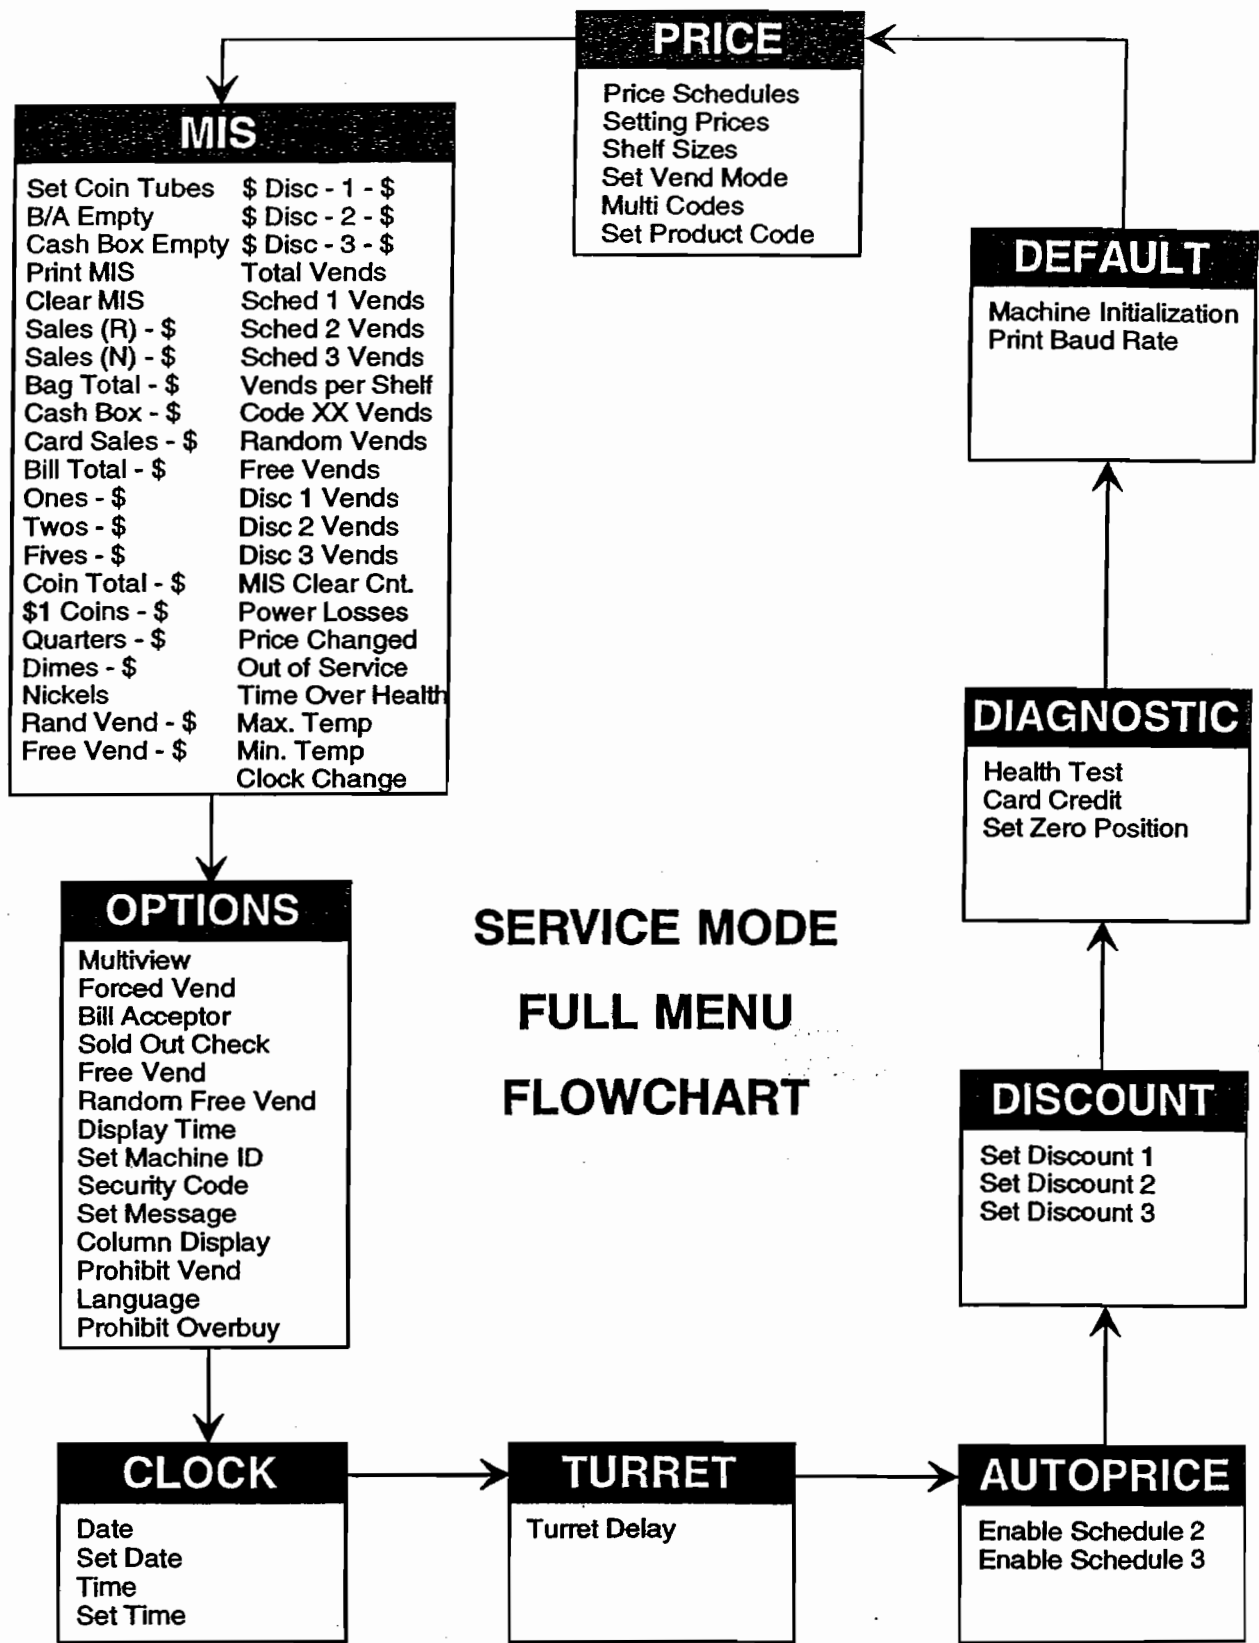 PRICE
Price Schedules
Setting Prices
Shelf Sizes
Set Vend Mode
Multi Codes
Set Product Code
MIS
Set Coin Tubes
B/A Empty
Cash Box Empty
Print MIS
Clear MIS
Sales (R) - $
Sales (N) - $
Bag Total - $
Cash Box - $
Card Sales - $
Bill Total - $
Ones - $
Twos - $
Fives - $
Coin Total - $
$1 Coins - $
Quarters - $
Dimes - $
Nickels
Rand Vend - $
Free Vend - $
$ Disc - 1 - $
$ Disc - 2 - $
$ Disc - 3 - $
Total Vends
Sched 1 Vends
Sched 2 Vends
Sched 3 Vends
Vends per Shelf
Code XX Vends
Random Vends
Free Vends
Disc 1 Vends
Disc 2 Vends
Disc 3 Vends
MIS Clear Cnt.
Power Losses
Price Changed
Out of Service
Time Over Health
Max. Temp
Min. Temp
Clock Change
OPTIONS
Multiview
Forced Vend
Bill Acceptor
Sold Out Check
Free Vend
Random Free Vend
Display Time
Set Machine ID
Security Code
Set Message
Column Display
Prohibit Vend
Language
Prohibit Overbuy
SERVICE MODE
FULL MENU
FLOWCHART
CLOCK
Date
Set Date
Time
Set Time
TURRET
Turret Delay
AUTOPRICE
Enable Schedule 2
Enable Schedule 3
DISCOUNT
Set Discount 1
Set Discount 2
Set Discount 3
DIAGNOSTIC
Health Test
Card Credit
Set Zero Position
DEFAULT
Machine Initialization
Print Baud Rate